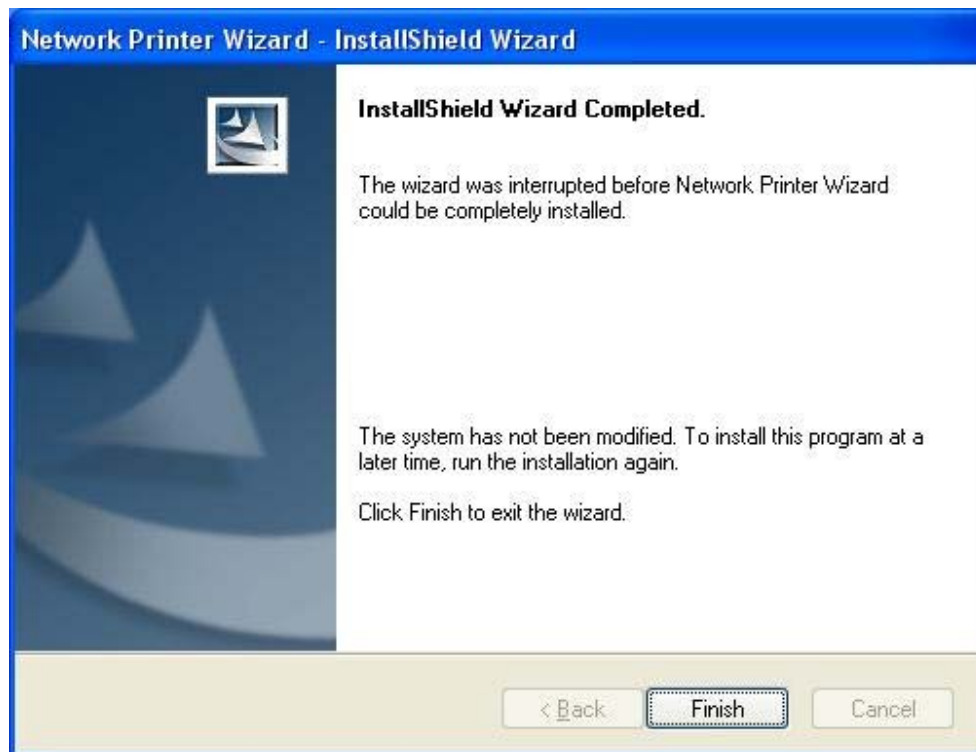 Network Printer Wizard - InstallShield Wizard
InstallShield Wizard Completed.
The wizard was interrupted before Network Printer Wizard
could be completely installed.
The system has not been modified. To install this program at a
later time, run the installation again.
Click Finish to exit the wizard.
< Back Finish Cancel